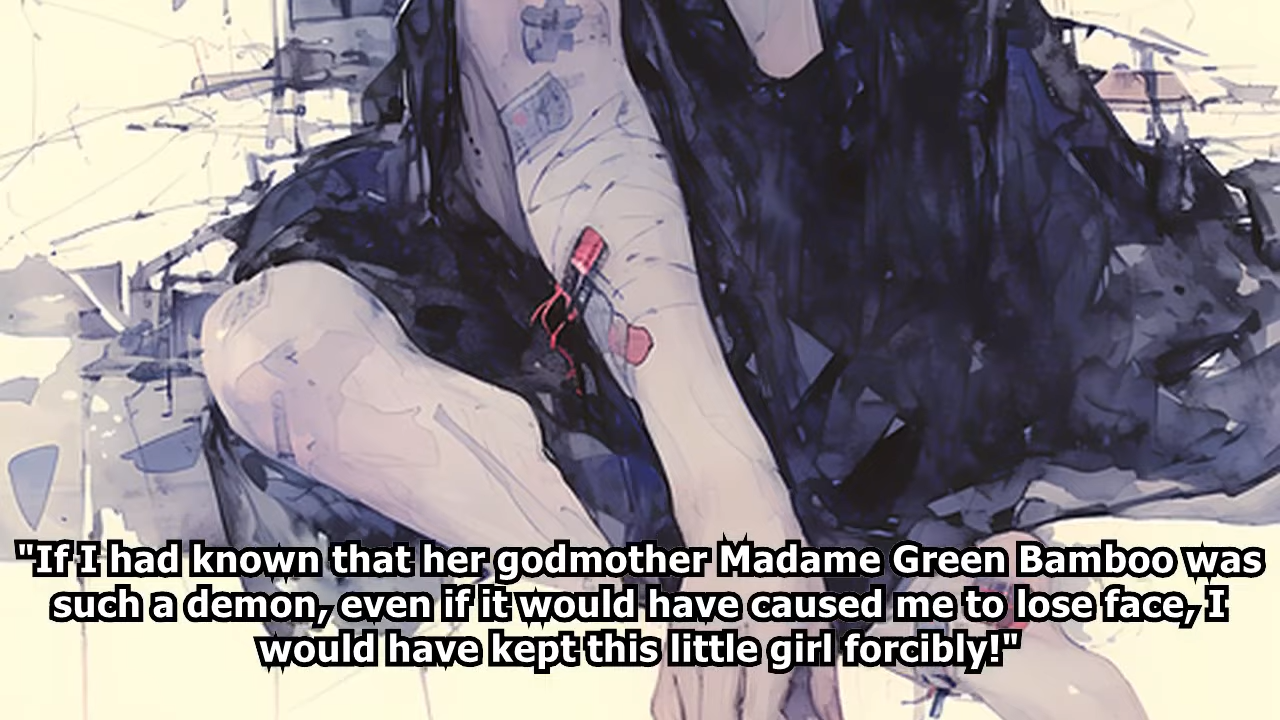 "If I had known that her godmother Madame Green Bamboo was
such a demon, even if it would have caused me to lose face, I
would have kept this little girl forcibly!"